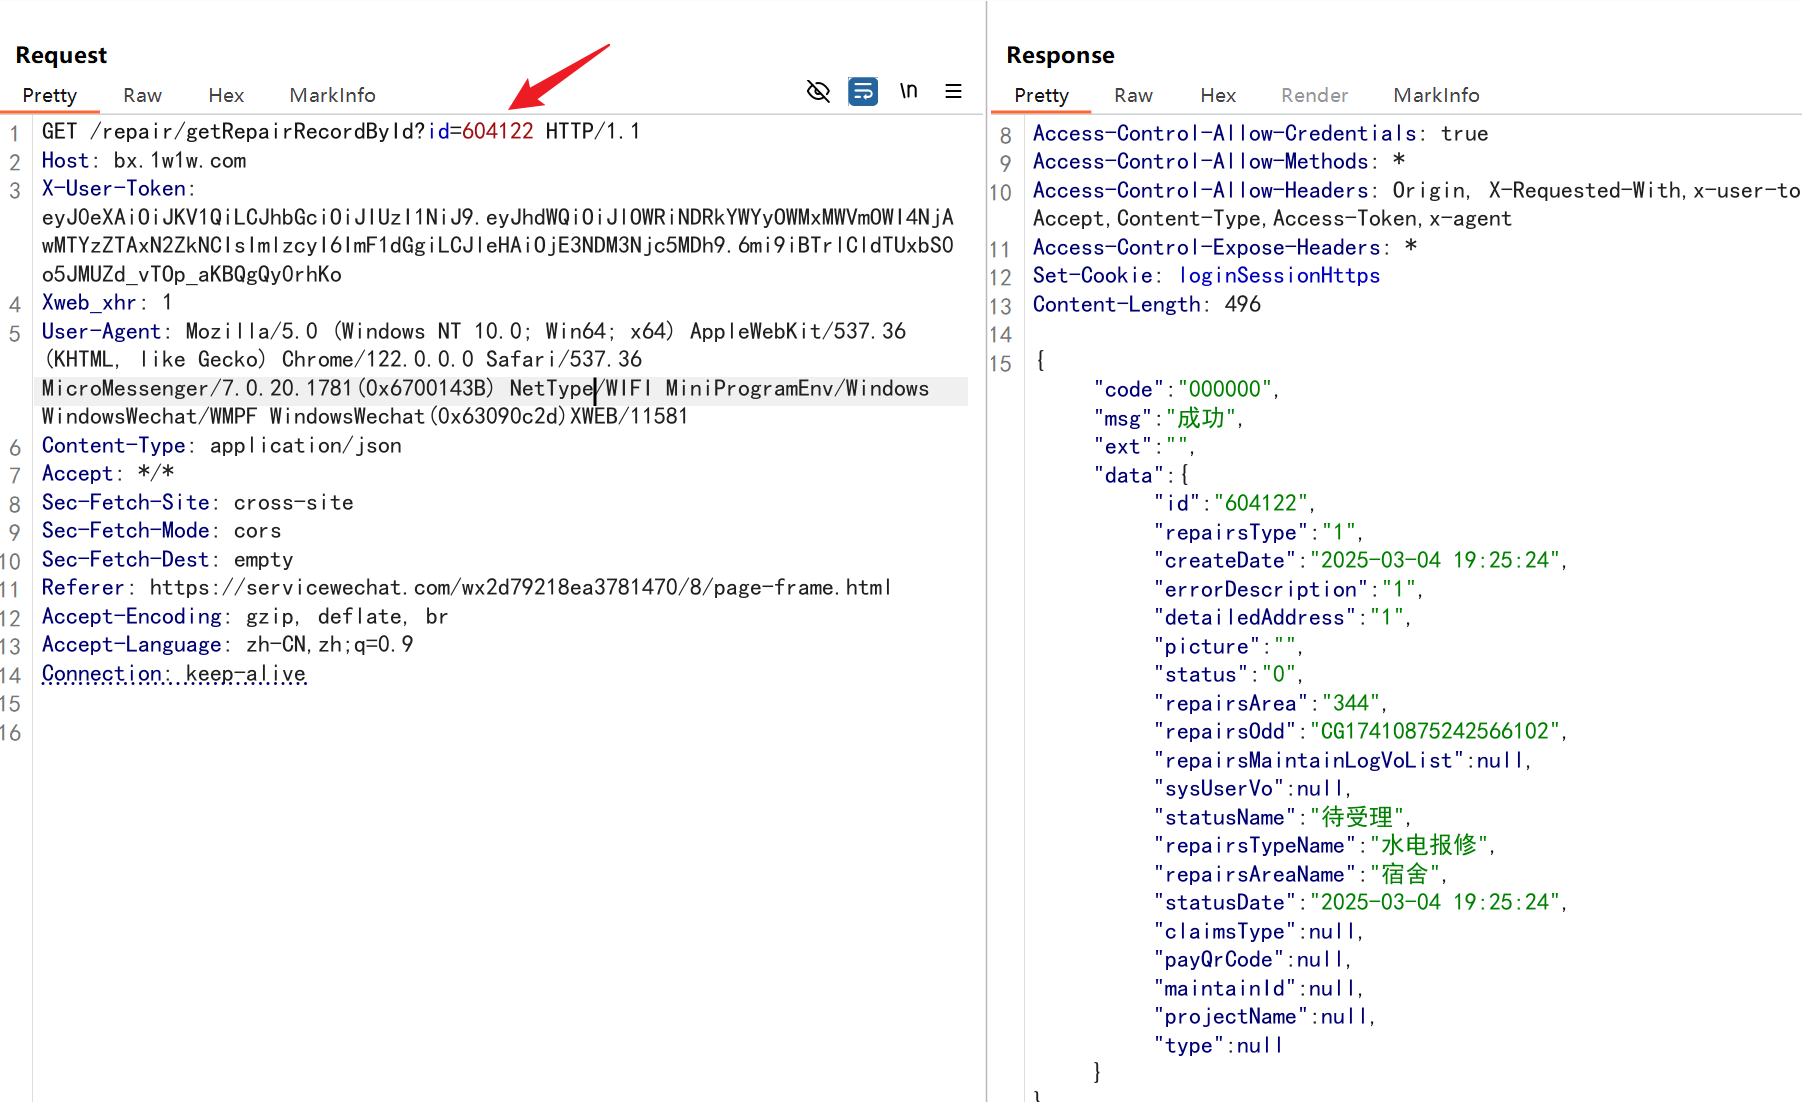 Request
Pretty Raw Hex MarkInfo \n
1 GET /repair/getRepairRecordById?id=604122 HTTP/1.1
2 Host: bx.1w1w.com
3 X-User-Token:
eyJ0eXAiOiJKV1QiLCJhbGciOiJIUzI1NiJ9.eyJhdWQiOiJlOWRiNDRkYWYyOWMxMWVmOWI4NjA
wMTYzZTAxN2ZkNCIsImlzcyI6ImF1dGgiLCJleHAiOjE3NDM3Njc5MDh9.6mi9iBTrlCldTUxbS0
o5JMUZd_vTOp_aKBQgQy0rhKo
4 Xweb_xhr: 1
5 User-Agent: Mozilla/5.0 (Windows NT 10.0; Win64; x64) AppleWebKit/537.36
(KHTML, like Gecko) Chrome/122.0.0.0 Safari/537.36
MicroMessenger/7.0.20.1781(0x6700143B) NetType/WIFI MiniProgramEnv/Windows
WindowsWechat/WMPF WindowsWechat(0x63090c2d)XWEB/11581
6 Content-Type: application/json
7 Accept: */*
8 Sec-Fetch-Site: cross-site
9 Sec-Fetch-Mode: cors
10 Sec-Fetch-Dest: empty
11 Referer: https://servicewechat.com/wx2d79218ea3781470/8/page-frame.html
12 Accept-Encoding: gzip, deflate, br
13 Accept-Language: zh-CN,zh;q=0.9
14 Connection: keep-alive
15
16
Response
Pretty Raw Hex Render MarkInfo
8 Access-Control-Allow-Credentials: true
9 Access-Control-Allow-Methods: *
10 Access-Control-Allow-Headers: Origin, X-Requested-With,x-user-to
Accept,Content-Type,Access-Token,x-agent
11 Access-Control-Expose-Headers: *
12 Set-Cookie: loginSessionHttps
13 Content-Length: 496
14
15 {
"code":"000000",
"msg":"成功",
"ext":"",
"data":{
"id":"604122",
"repairsType":"1",
"createDate":"2025-03-04 19:25:24",
"errorDescription":"1",
"detailedAddress":"1",
"picture":"",
"status":"0",
"repairsArea":"344",
"repairsOdd":"CG17410875242566102",
"repairsMaintainLogVoList":null,
"sysUserVo":null,
"statusName":"待受理",
"repairsTypeName":"水电报修",
"repairsAreaName":"宿舍",
"statusDate":"2025-03-04 19:25:24",
"claimsType":null,
"payQrCode":null,
"maintainId":null,
"projectName":null,
"type":null
}
}